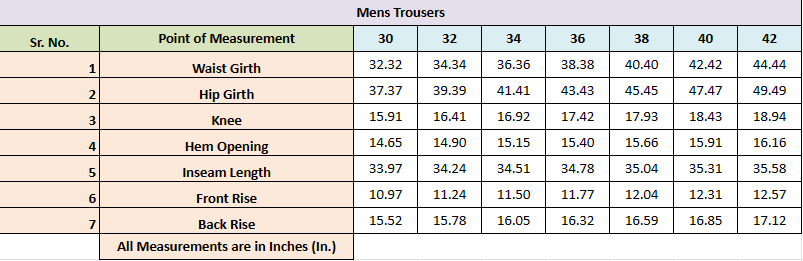 Mens Trousers
Sr. No. Point of Measurement 30 32 34 36 38 40 42
1 Waist Girth 32.32 34.34 36.36 38.38 40.40 42.42 44.44
2 Hip Girth 37.37 39.39 41.41 43.43 45.45 47.47 49.49
3 Knee 15.91 16.41 16.92 17.42 17.93 18.43 18.94
4 Hem Opening 14.65 14.90 15.15 15.40 15.66 15.91 16.16
5 Inseam Length 33.97 34.24 34.51 34.78 35.04 35.31 35.58
6 Front Rise 10.97 11.24 11.50 11.77 12.04 12.31 12.57
7 Back Rise 15.52 15.78 16.05 16.32 16.59 16.85 17.12
All Measurements are in Inches (In.)